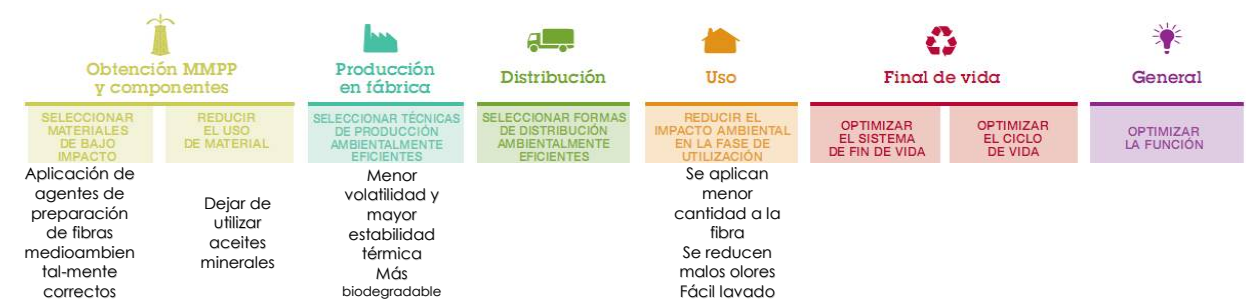 Obtención MMPP
y componentes
Producción
en fábrica
Distribución
Uso
Final de vida
General
SELECCIONAR
MATERIALES
DE BAJO
IMPACTO
REDUCIR
EL USO
DE MATERIAL
SELECCIONAR TÉCNICAS
DE PRODUCCIÓN
AMBIENTALMENTE
EFICIENTES
SELECCIONAR FORMAS
DE DISTRIBUCIÓN
AMBIENTALMENTE
EFICIENTES
REDUCIR EL
IMPACTO AMBIENTAL
EN LA FASE DE
UTILIZACIÓN
OPTIMIZAR
EL SISTEMA
DE FIN DE VIDA
OPTIMIZAR
EL CICLO
DE VIDA
OPTIMIZAR
LA FUNCIÓN
Aplicación de
agentes de
preparación
de fibras
medioambien
tal-mente
correctos
Dejar de
utilizar
aceites
minerales
Menor
volatilidad y
mayor
estabilidad
térmica
Más
biodegradable
Se aplican
menor
cantidad a la
fibra
Se reducen
malos olores
Fácil lavado